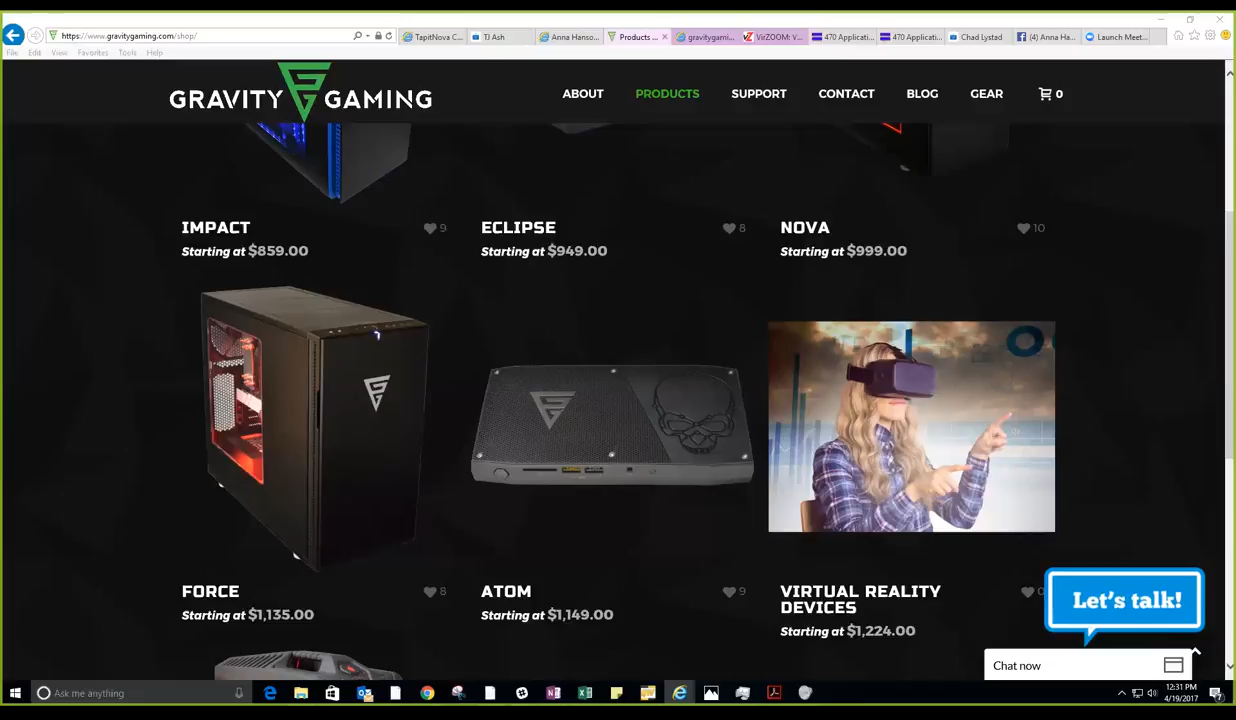 https://www.gravitygaming.com/shop/
TapitNova C...
TJ Ash
Anna Hanso...
Products ...
gravitygami...
VirZOOM: V...
470 Applicati...
470 Applicati...
Chad Lystad
(4) Anna Ha...
Launch Meet...
File Edit View Favorites Tools Help
GRAVITY GAMING
ABOUT PRODUCTS SUPPORT CONTACT BLOG GEAR 0
IMPACT 9
Starting at $859.00
ECLIPSE 8
Starting at $949.00
NOVA 10
Starting at $999.00
FORCE 8
Starting at $1,135.00
ATOM 9
Starting at $1,149.00
VIRTUAL REALITY 0
DEVICES
Starting at $1,224.00
Let's talk!
Chat now
Ask me anything
12:31 PM
4/19/2017